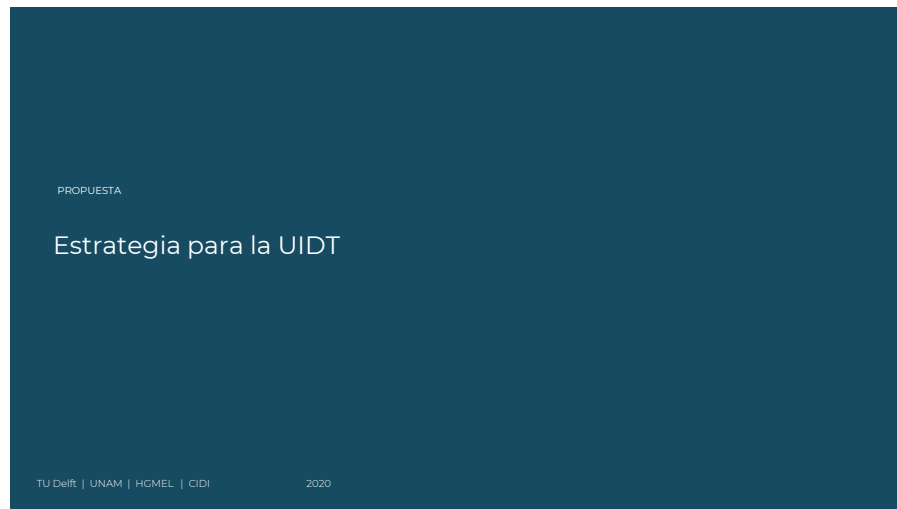 PROPUESTA
Estrategia para la UIDT
TU Delft | UNAM | HGMEL | CIDI 2020